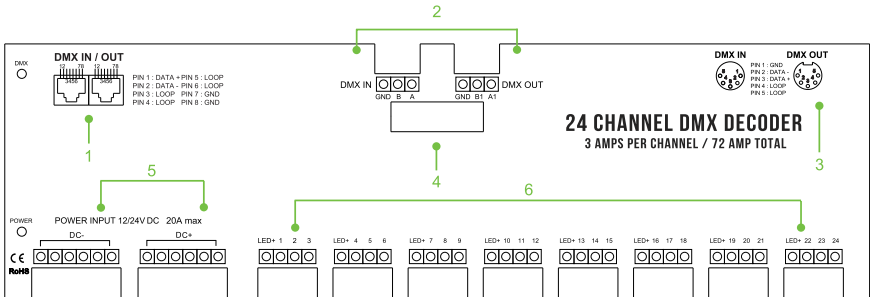 2
DMX
DMX IN / OUT
12 78 12 78
3456 3456
PIN 1 : DATA + PIN 5 : LOOP
PIN 2 : DATA - PIN 6 : LOOP
PIN 3 : LOOP PIN 7 : GND
PIN 4 : LOOP PIN 8 : GND
1
DMX IN
GND B A
DMX OUT
GND B1 A1
4
DMX IN
DMX OUT
PIN 1 : GND
PIN 2 : DATA -
PIN 3 : DATA +
PIN 4 : LOOP
PIN 5 : LOOP
3
24 CHANNEL DMX DECODER
3 AMPS PER CHANNEL / 72 AMP TOTAL
5
6
POWER
POWER INPUT 12/24V DC 20A max
DC- DC+
LED+ 1 2 3 LED+ 4 5 6 LED+ 7 8 9 LED+ 10 11 12 LED+ 13 14 15 LED+ 16 17 18 LED+ 19 20 21 LED+ 22 23 24
CE
RoHS